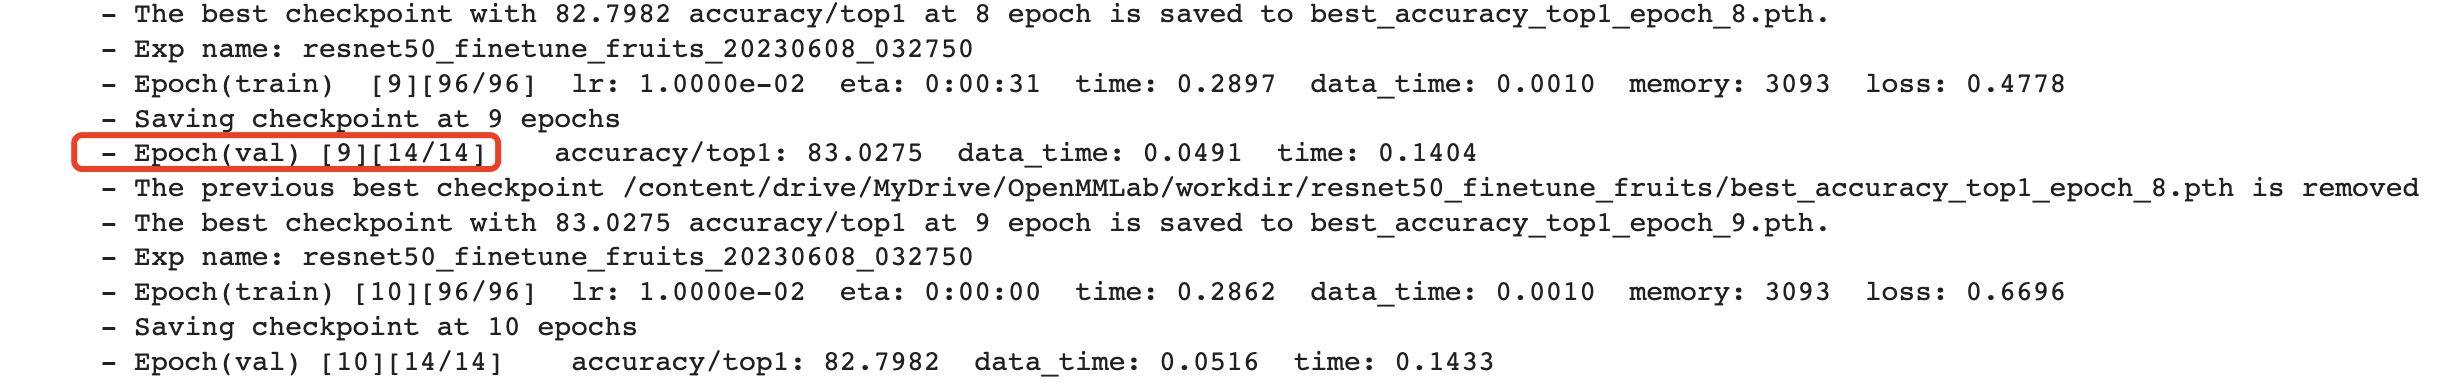 - The best checkpoint with 82.7982 accuracy/top1 at 8 epoch is saved to best_accuracy_top1_epoch_8.pth.
- Exp name: resnet50_finetune_fruits_20230608_032750
- Epoch(train)  [9][96/96]  lr: 1.0000e-02  eta: 0:00:31  time: 0.2897  data_time: 0.0010  memory: 3093  loss: 0.4778
- Saving checkpoint at 9 epochs
- Epoch(val) [9][14/14]    accuracy/top1: 83.0275  data_time: 0.0491  time: 0.1404
- The previous best checkpoint /content/drive/MyDrive/OpenMMLab/workdir/resnet50_finetune_fruits/best_accuracy_top1_epoch_8.pth is removed
- The best checkpoint with 83.0275 accuracy/top1 at 9 epoch is saved to best_accuracy_top1_epoch_9.pth.
- Exp name: resnet50_finetune_fruits_20230608_032750
- Epoch(train) [10][96/96]  lr: 1.0000e-02  eta: 0:00:00  time: 0.2862  data_time: 0.0010  memory: 3093  loss: 0.6696
- Saving checkpoint at 10 epochs
- Epoch(val) [10][14/14]    accuracy/top1: 82.7982  data_time: 0.0516  time: 0.1433